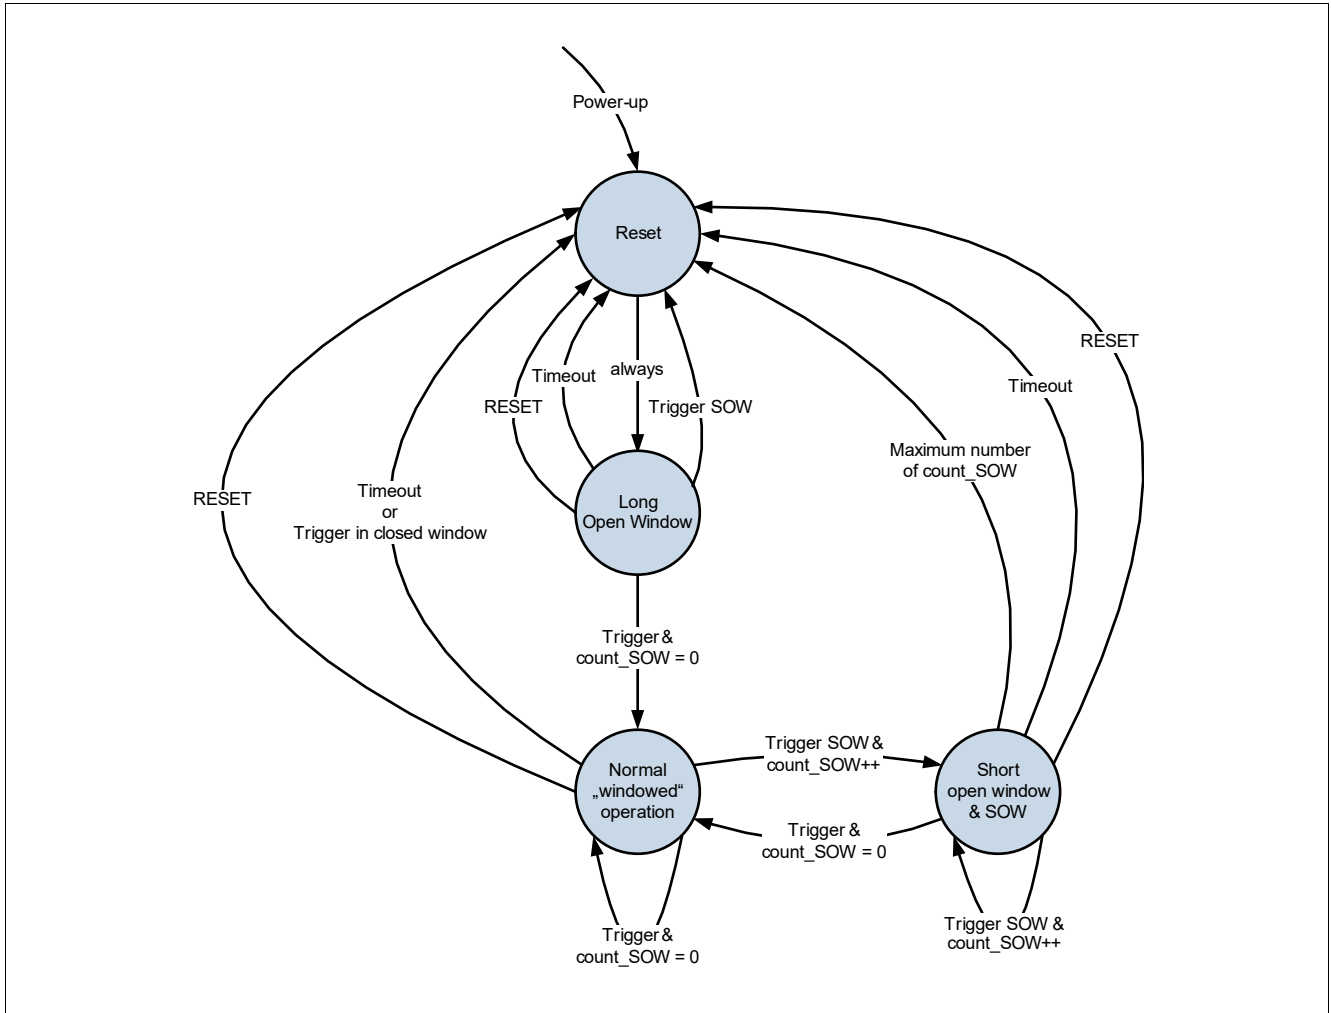 Power-up
Reset
RESET
Timeout
always
Timeout
RESET
Trigger SOW
Maximum number
of count_SOW
RESET
Timeout
or
Trigger in closed window
Long
Open Window
Trigger &
count_SOW = 0
Trigger SOW &
count_SOW++
Normal
„windowed“
operation
Short
open window
& SOW
Trigger &
count_SOW = 0
Trigger &
count_SOW = 0
Trigger SOW &
count_SOW++